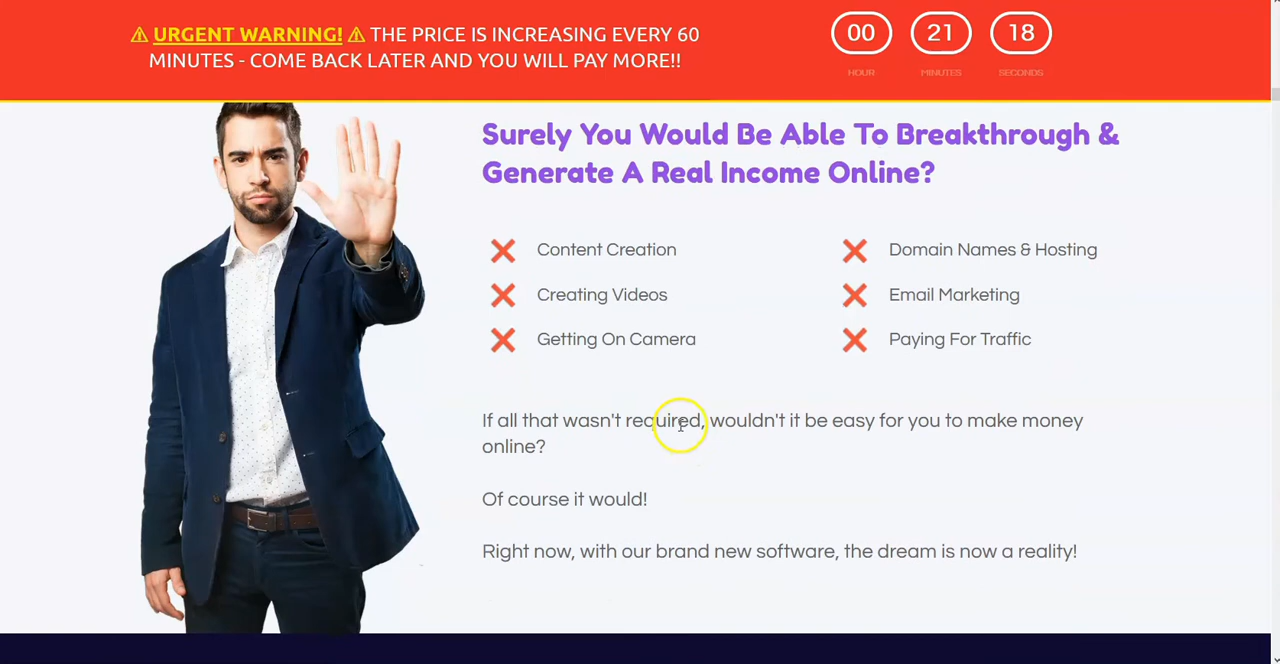 ⚠ URGENT WARNING! ⚠ THE PRICE IS INCREASING EVERY 60
MINUTES - COME BACK LATER AND YOU WILL PAY MORE!!
00 21 18
HOUR MINUTES SECONDS
Surely You Would Be Able To Breakthrough &
Generate A Real Income Online?
❌ Content Creation
❌ Creating Videos
❌ Getting On Camera
❌ Domain Names & Hosting
❌ Email Marketing
❌ Paying For Traffic
If all that wasn't required, wouldn't it be easy for you to make money
online?
Of course it would!
Right now, with our brand new software, the dream is now a reality!